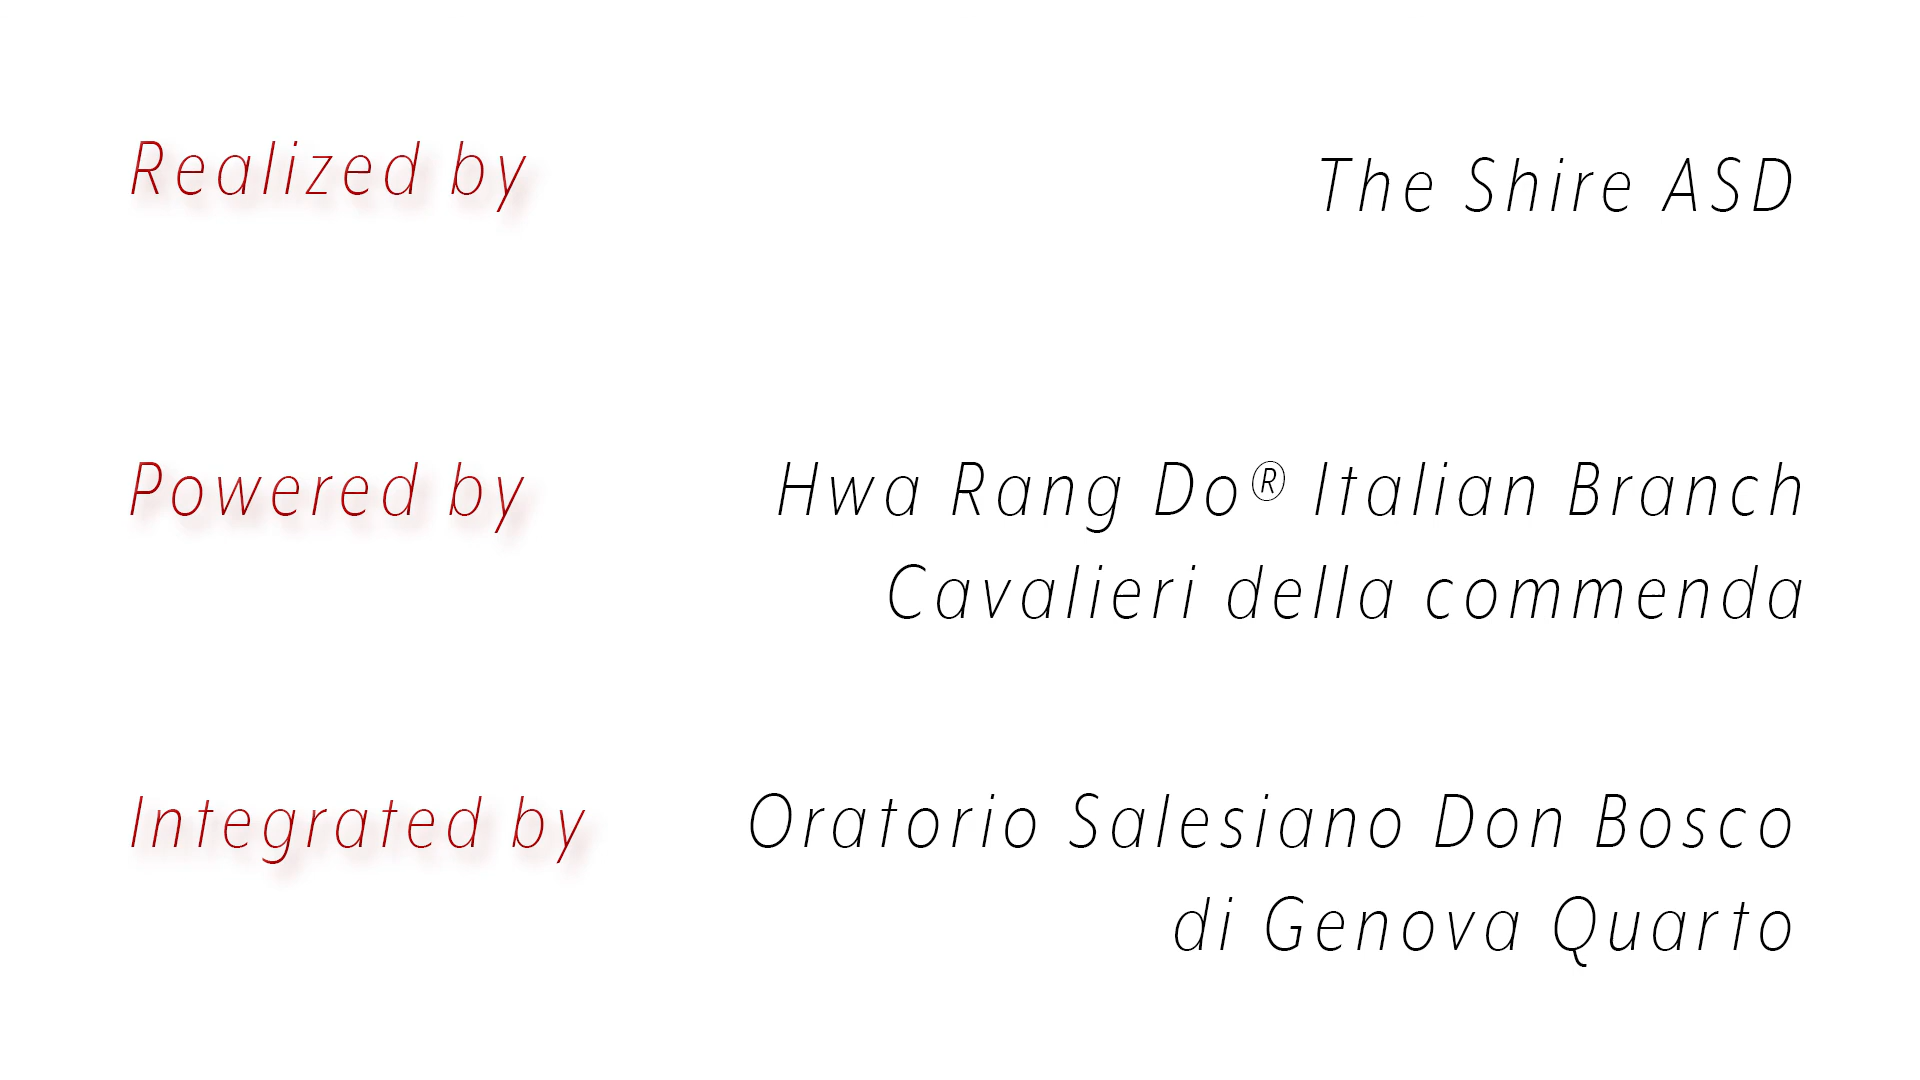 Realized by
The Shire ASD
Powered by
Hwa Rang Do® Italian Branch
Cavalieri della commenda
Integrated by
Oratorio Salesiano Don Bosco
di Genova Quarto